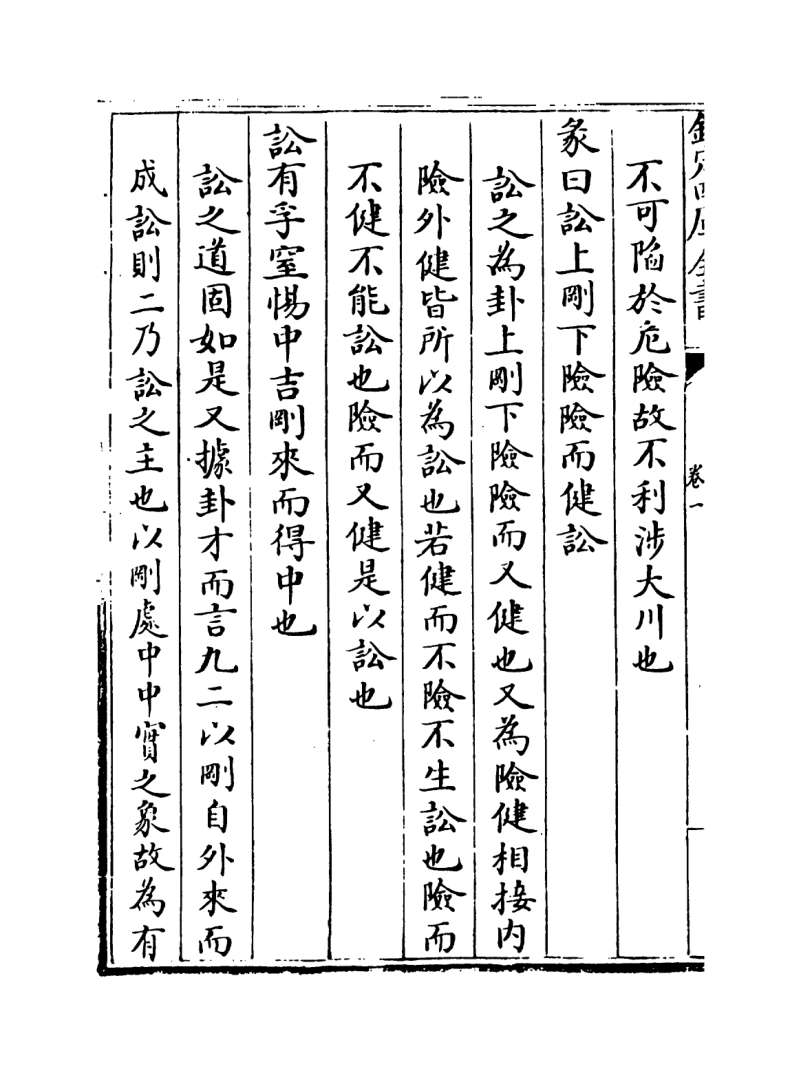 欽定四庫全書
卷一
不可陷於危險故不利涉大川也
彖曰訟上剛下險險而健訟
訟之為卦上剛下險險而又健也又為險健相接内
險外健皆所以為訟也若健而不險不生訟也險而
不健不能訟也險而又健是以訟也
訟有孚窒惕中吉剛來而得中也
訟之道固如是又據卦才而言九二以剛自外來而
成訟則二乃訟之主也以剛處中中實之象故為有